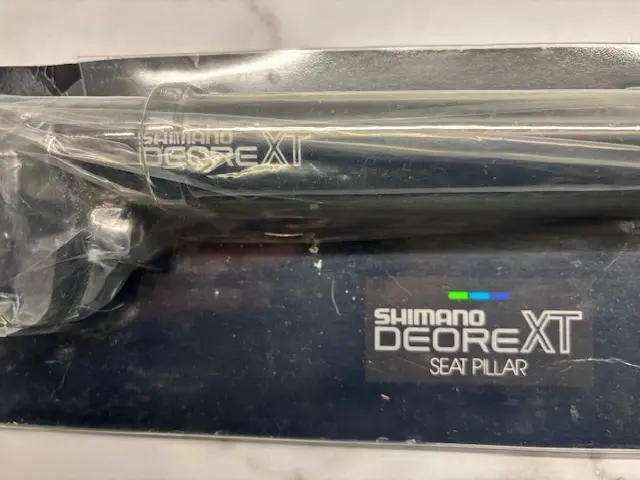 SHIMANO
DEORE XT
SHIMANO
DEORE XT
SEAT PILLAR